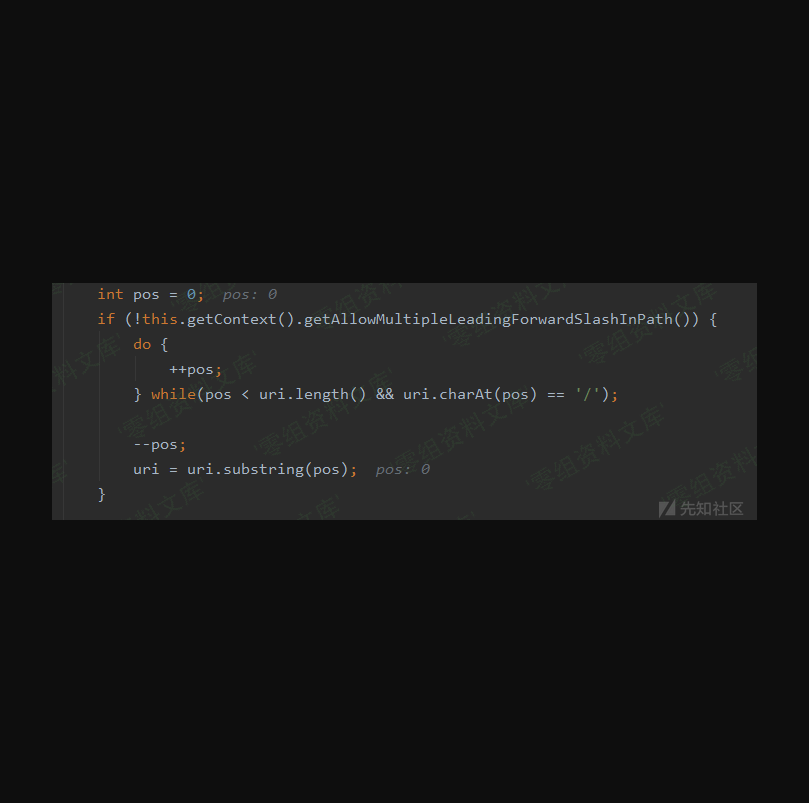 int pos = 0;  pos: 0
if (!this.getContext().getAllowMultipleLeadingForwardSlashInPath()) {
do {
++pos;
} while(pos < uri.length() && uri.charAt(pos) == '/');
--pos;
uri = uri.substring(pos);  pos: 0
}
先知社区
'零组资料文库'